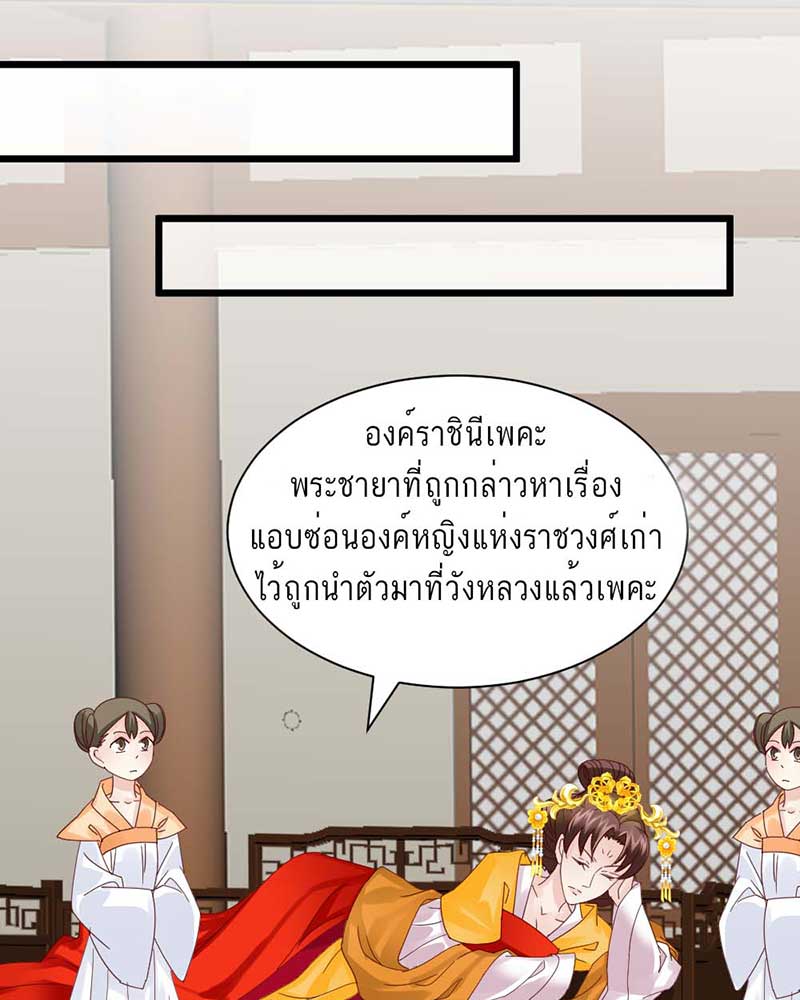 องค์ราชินีเพคะ
พระชายาที่ถูกกล่าวหาเรื่อง
แอบซ่อนองค์หญิงแห่งราชวงศ์เก่า
ไว้ถูกนำตัวมาที่วังหลวงแล้วเพคะ